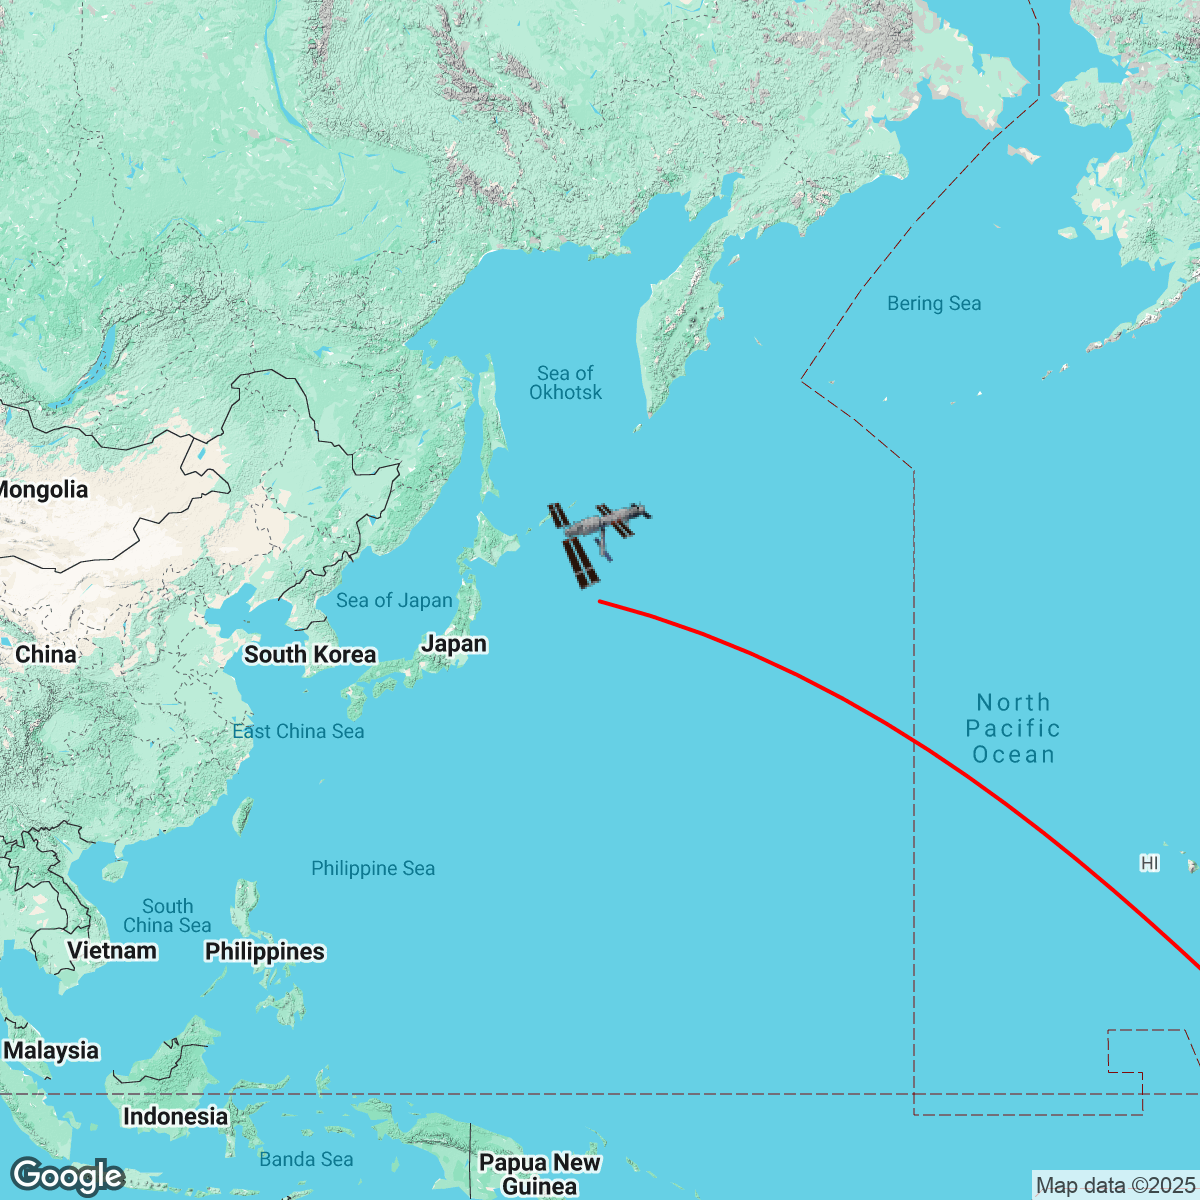 Bering Sea
Sea of
Okhotsk
Mongolia
Sea of Japan
Japan
China
South Korea
North
Pacific
Ocean
East China Sea
HI
Philippine Sea
South
China Sea
Vietnam
Philippines
Malaysia
Indonesia
Banda Sea
Papua New
Guinea
Google
Map data ©2025